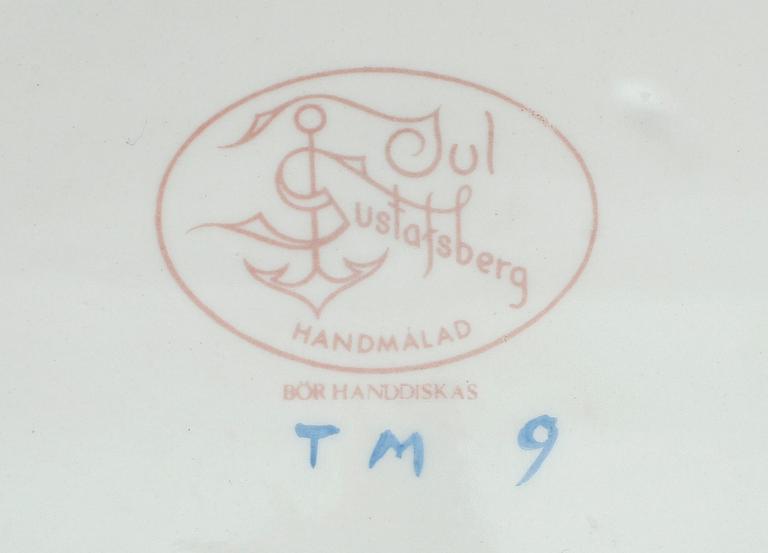 Jul
Gustafsberg
HANDMÅLAD
BÖR HANDDISKAS
TM 9